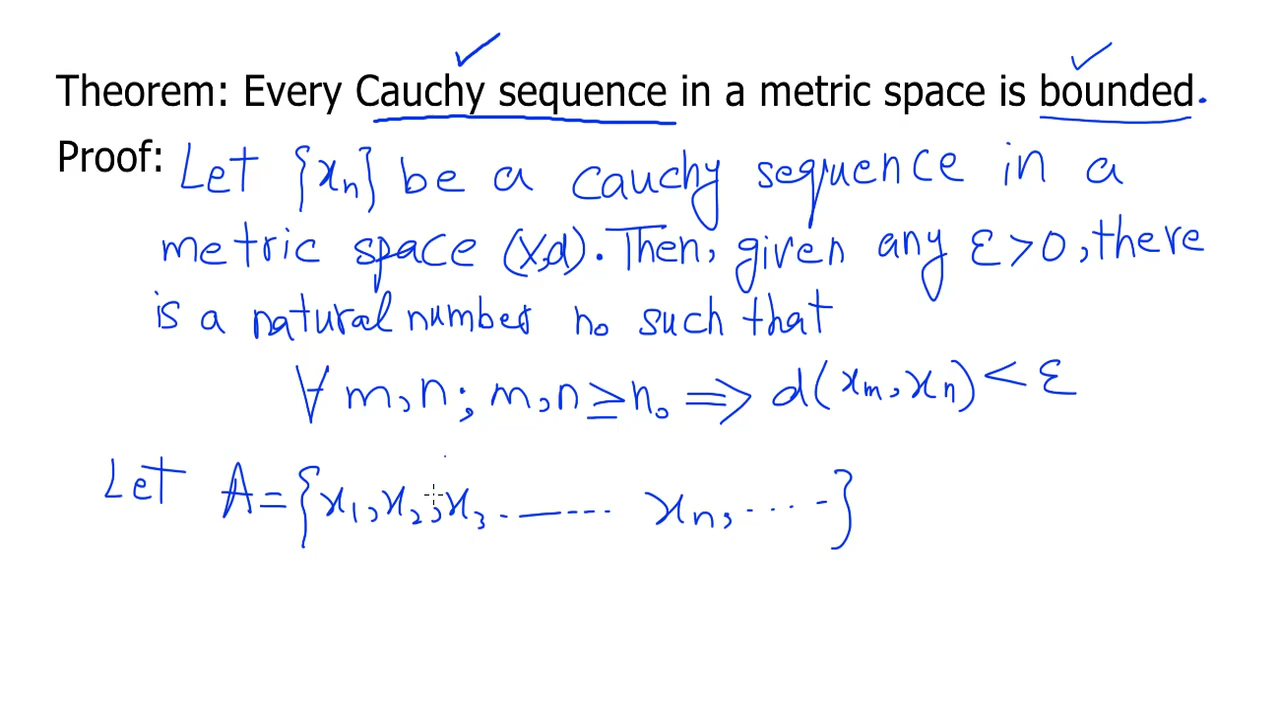 Theorem: Every Cauchy sequence in a metric space is bounded.
Proof: Let {xn} be a cauchy sequence in a
metric space (X,d). Then, given any ε>0, there
is a natural number n₀ such that
∀ m,n; m,n ≥ n₀ ⟹ d(xm, xn) < ε
Let A = {x₁, x₂, x₃ ........ xn, .....}